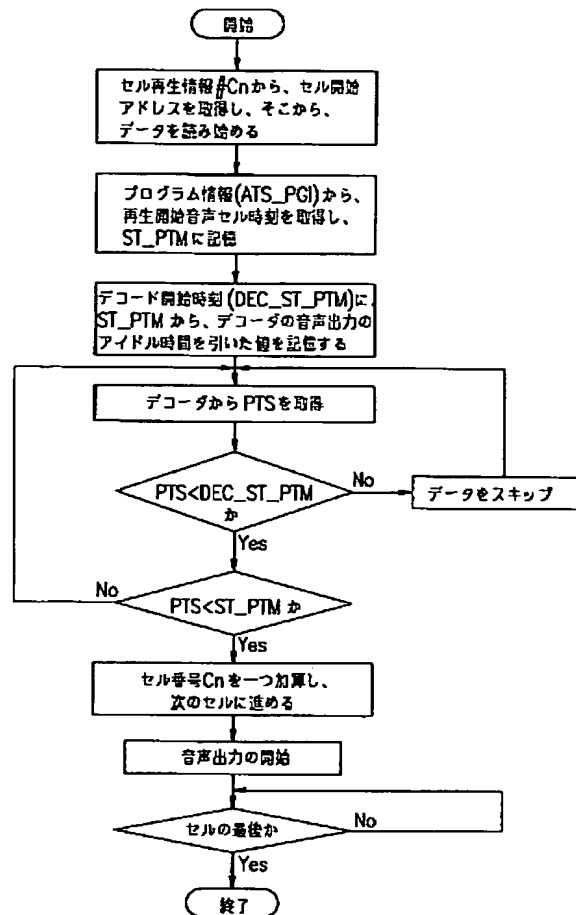 開始
セル再生情報#Cnから、セル開始
アドレスを取得し、そこから、
データを読み始める
プログラム情報(ATS_PGI)から、
再生開始音声セル時刻を取得し、
ST_PTMに記憶
デコード開始時刻(DEC_ST_PTM)に、
ST_PTMから、デコーダの音声出力の
アイドル時間を引いた値を記憶する
デコーダからPTSを取得
PTS<DEC_ST_PTM
か
No
データをスキップ
Yes
No
PTS<ST_PTMか
Yes
セル番号Cnを一つ加算し、
次のセルに進める
音声出力の開始
セルの最後か
No
Yes
終了